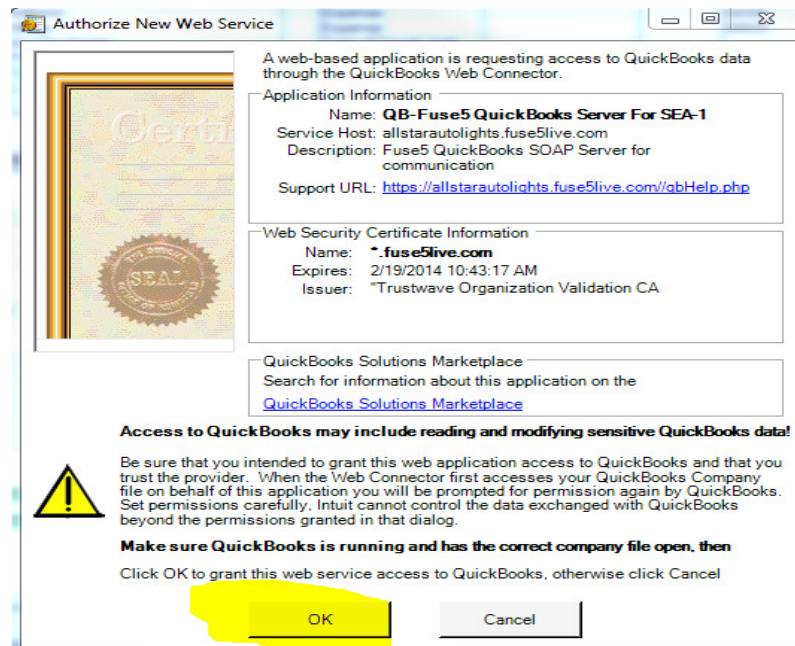 Authorize New Web Service
A web-based application is requesting access to QuickBooks data
through the QuickBooks Web Connector.
Application Information
Name: QB-Fuse5 QuickBooks Server For SEA-1
Service Host: allstarautolights.fuse5live.com
Description: Fuse5 QuickBooks SOAP Server for
communication
Support URL: https://allstarautolights.fuse5live.com//qbHelp.php
Web Security Certificate Information
Name: *.fuse5live.com
Expires: 2/19/2014 10:43:17 AM
Issuer: "Trustwave Organization Validation CA
QuickBooks Solutions Marketplace
Search for information about this application on the
QuickBooks Solutions Marketplace
Access to QuickBooks may include reading and modifying sensitive QuickBooks data!
Be sure that you intended to grant this web application access to QuickBooks and that you
trust the provider. When the Web Connector first accesses your QuickBooks Company
file on behalf of this application you will be prompted for permission again by QuickBooks.
Set permissions carefully, Intuit cannot control the data exchanged with QuickBooks
beyond the permissions granted in that dialog.
Make sure QuickBooks is running and has the correct company file open, then
Click OK to grant this web service access to QuickBooks, otherwise click Cancel
OK
Cancel
Certi
SEAL